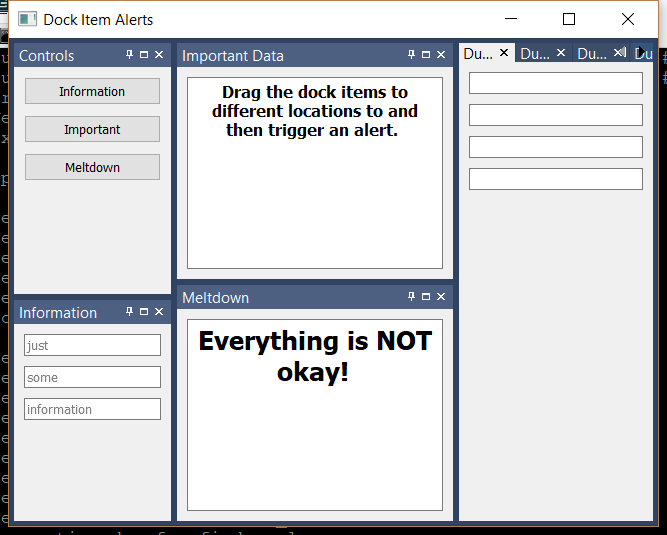 Dock Item Alerts
Controls
Information
Important
Meltdown
Information
just
some
information
Important Data
Drag the dock items to
different locations to and
then trigger an alert.
Meltdown
Everything is NOT
okay!
Du... Du... Du... Du